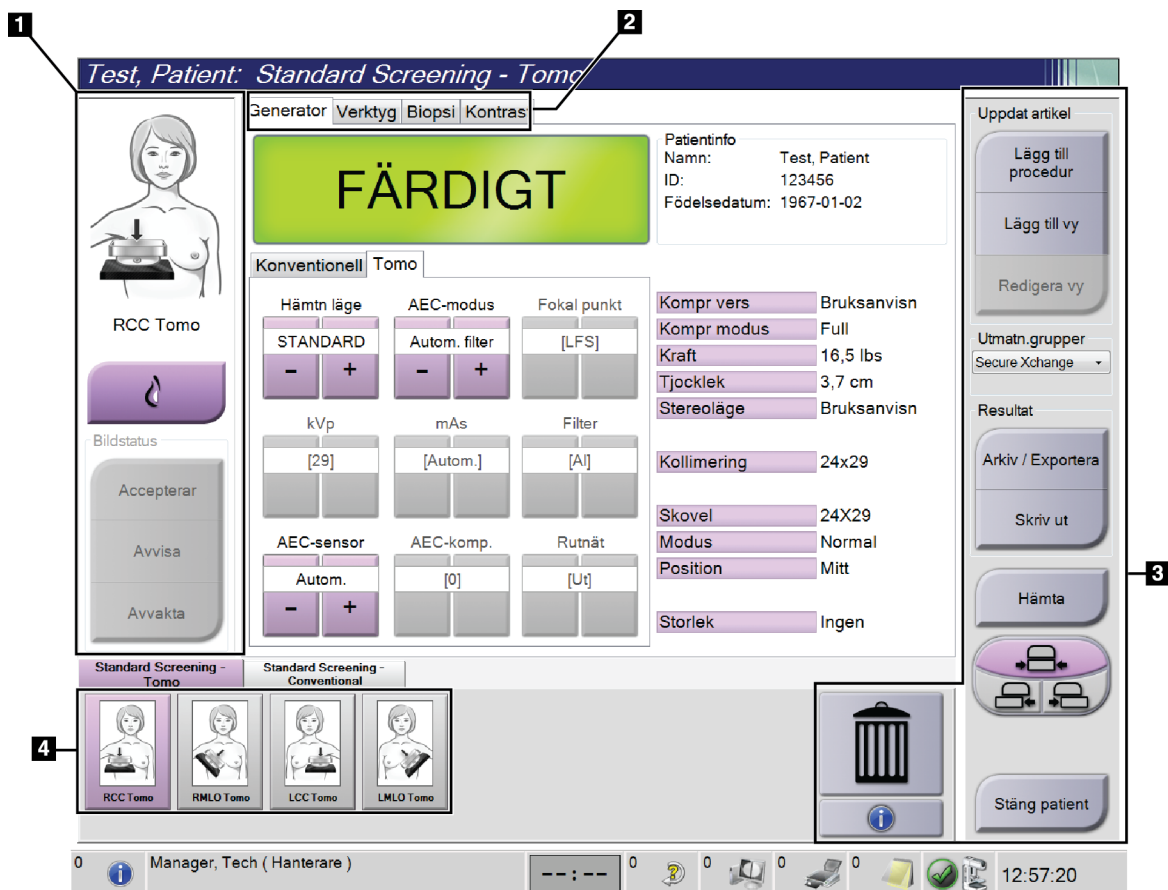 1
2
Test, Patient: Standard Screening - Tomo
Generator Verktyg Biopsi Kontras
FÄRDIGT
Patientinfo
Namn: Test, Patient
ID: 123456
Födelsedatum: 1967-01-02
RCC Tomo
Bildstatus
Accepterar
Avvisa
Avvakta
Konventionell Tomo
Hämtn läge AEC-modus Fokal punkt
STANDARD Autom. filter [LFS]
- + - +
kVp mAs Filter
[29] [Autom.] [Al]
AEC-sensor AEC-komp. Rutnät
Autom. [0] [Ut]
- +
Kompr vers Bruksanvisn
Kompr modus Full
Kraft 16,5 lbs
Tjocklek 3,7 cm
Stereoläge Bruksanvisn
Kollimering 24x29
Skovel 24X29
Modus Normal
Position Mitt
Storlek Ingen
Uppdat artikel
Lägg till
procedur
Lägg till vy
Redigera vy
Utmatn.grupper
Secure Xchange
Resultat
Arkiv / Exportera
Skriv ut
3
Hämta
Stäng patient
Standard Screening -
Tomo
Standard Screening -
Conventional
4
RCC Tomo RMLO Tomo LCC Tomo LMLO Tomo
0 Manager, Tech ( Hanterare ) --:-- 0 0 0 0 12:57:20